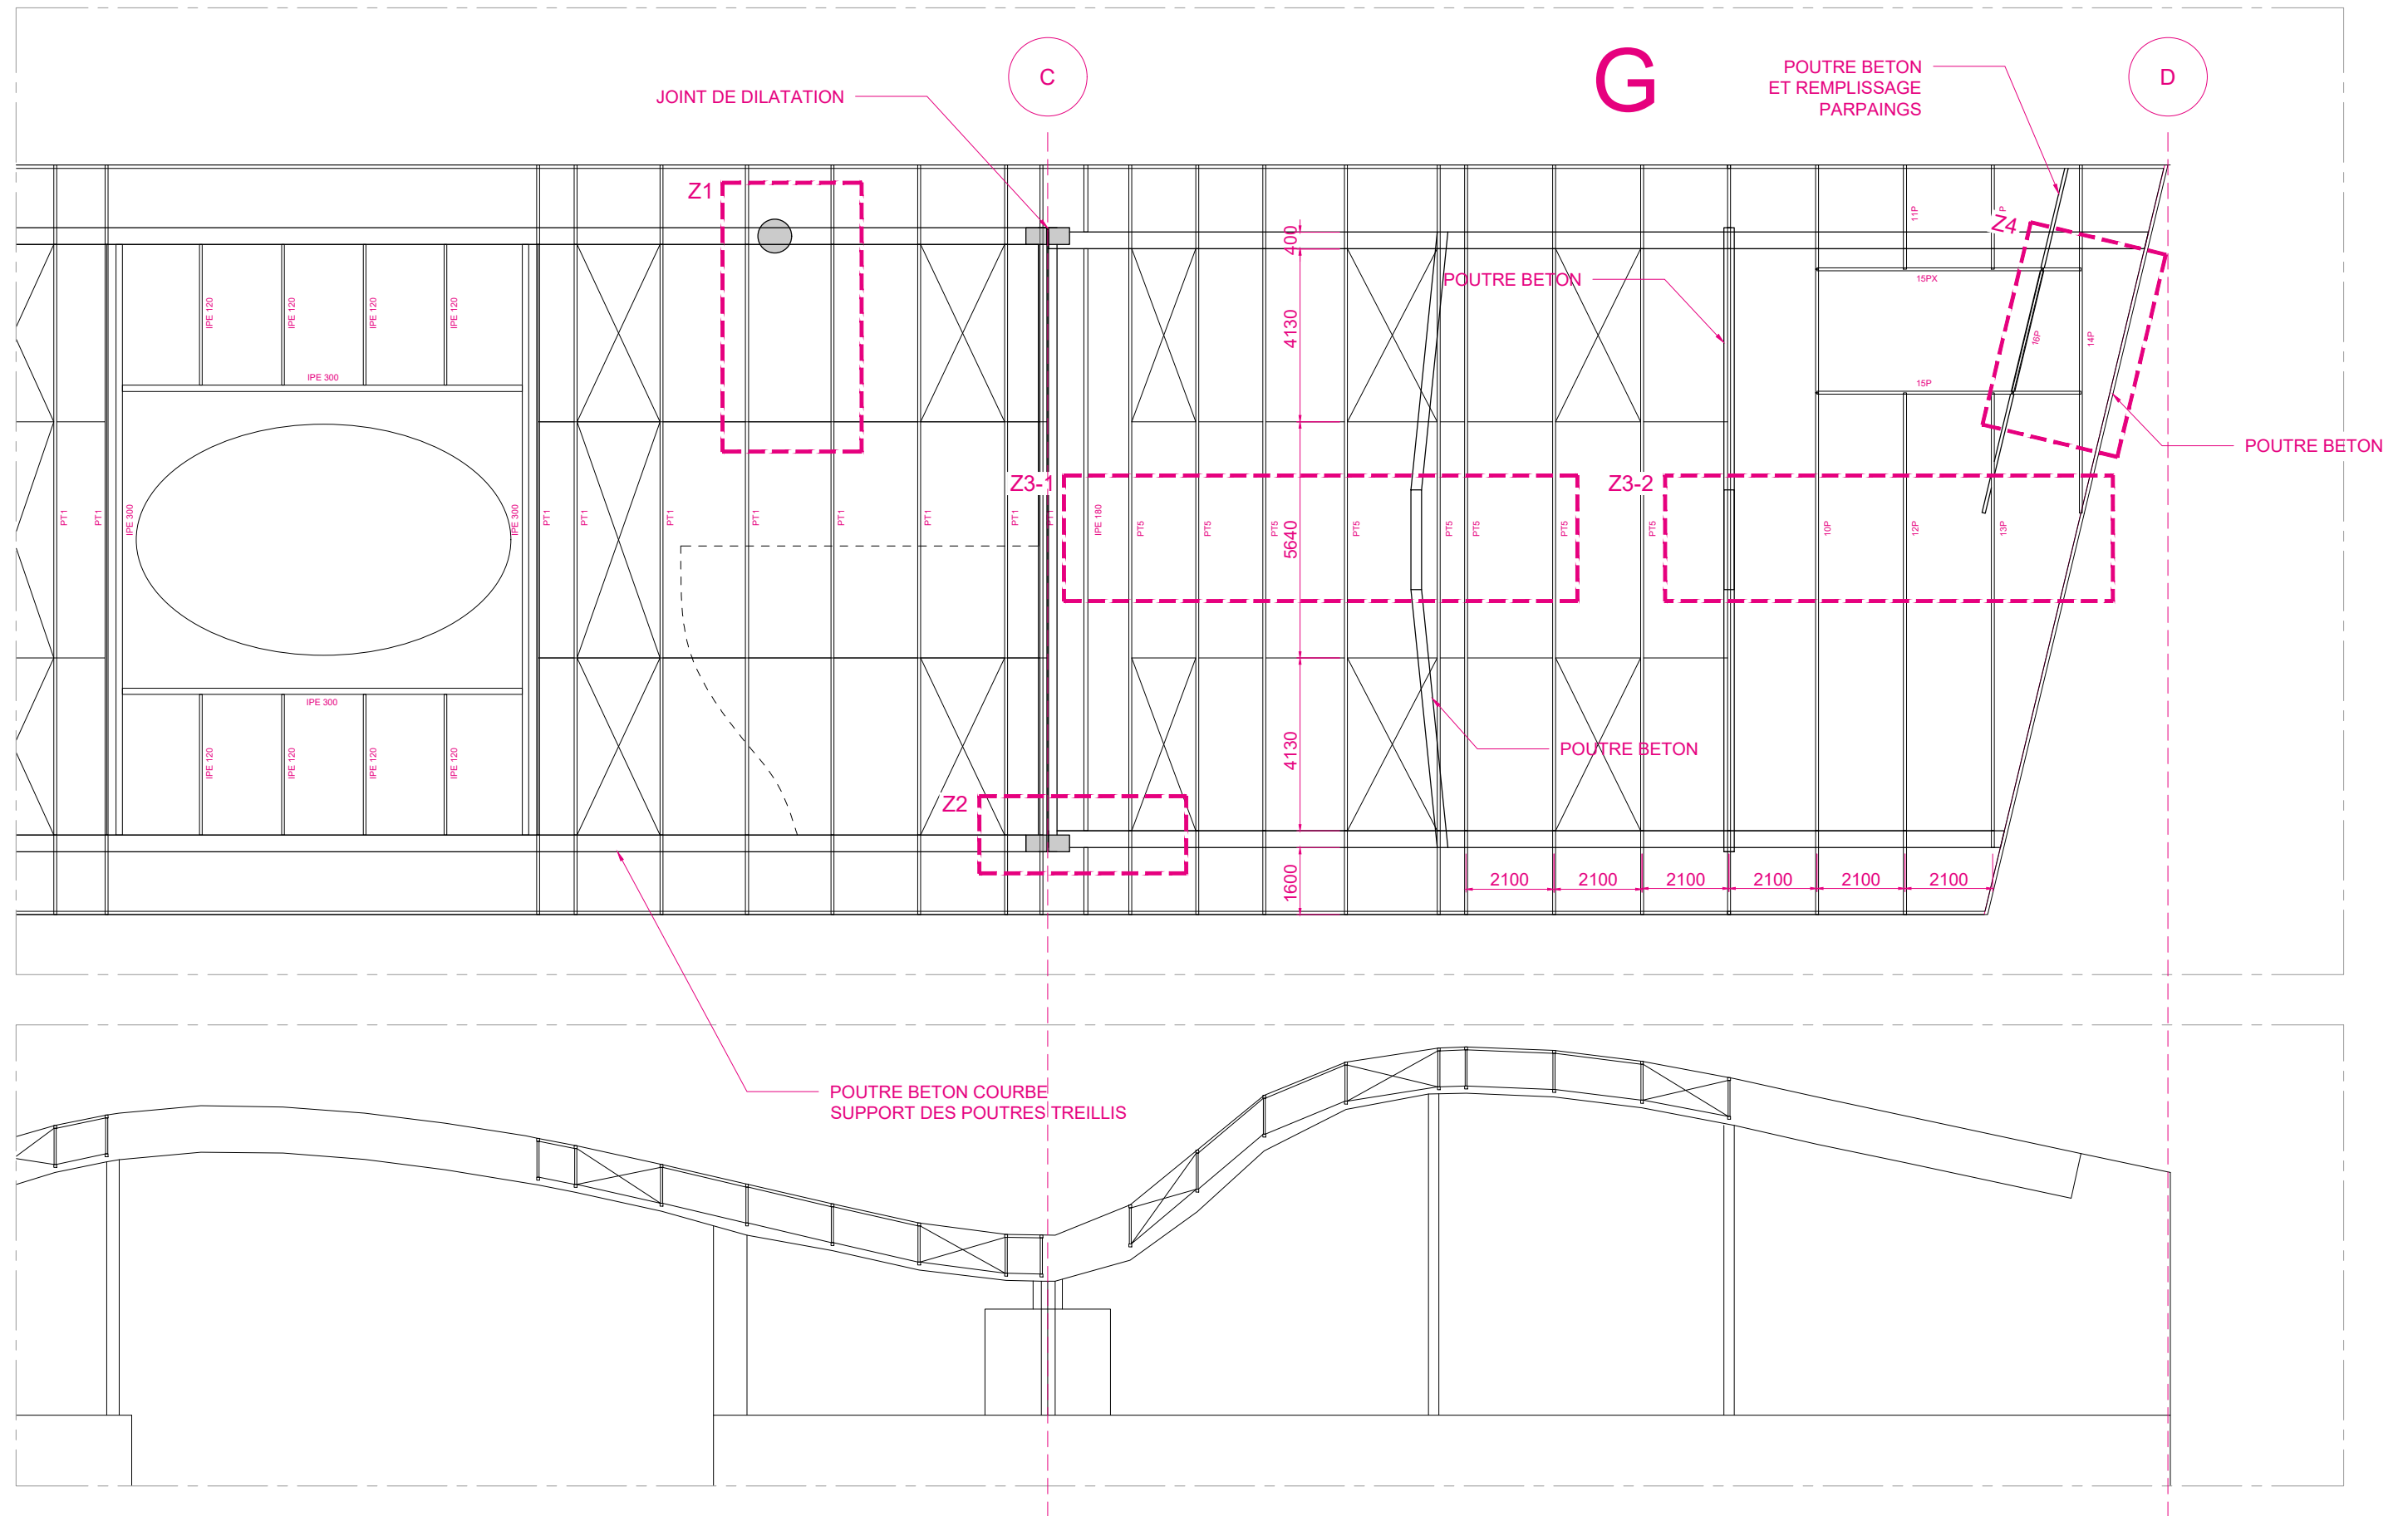 C
G
D
POUTRE BETON
ET REMPLISSAGE
PARPAINGS
JOINT DE DILATATION
Z1
Z4
11P
P
400
POUTRE BETON
15PX
IPE 120
IPE 120
IPE 120
IPE 120
4130
16P
14P
IPE 300
15P
POUTRE BETON
Z3-1
Z3-2
PT1
PT1
IPE 300
IPE 300
PT1
PT1
PT1
PT1
PT1
PT1
PT1
PT1
IPE 180
PT5
PT5
PT5
5640
PT5
PT5
PT5
PT5
PT5
10P
12P
13P
IPE 300
IPE 120
IPE 120
IPE 120
IPE 120
4130
POUTRE BETON
Z2
1600
2100
2100
2100
2100
2100
2100
POUTRE BETON COURBE
SUPPORT DES POUTRES TREILLIS